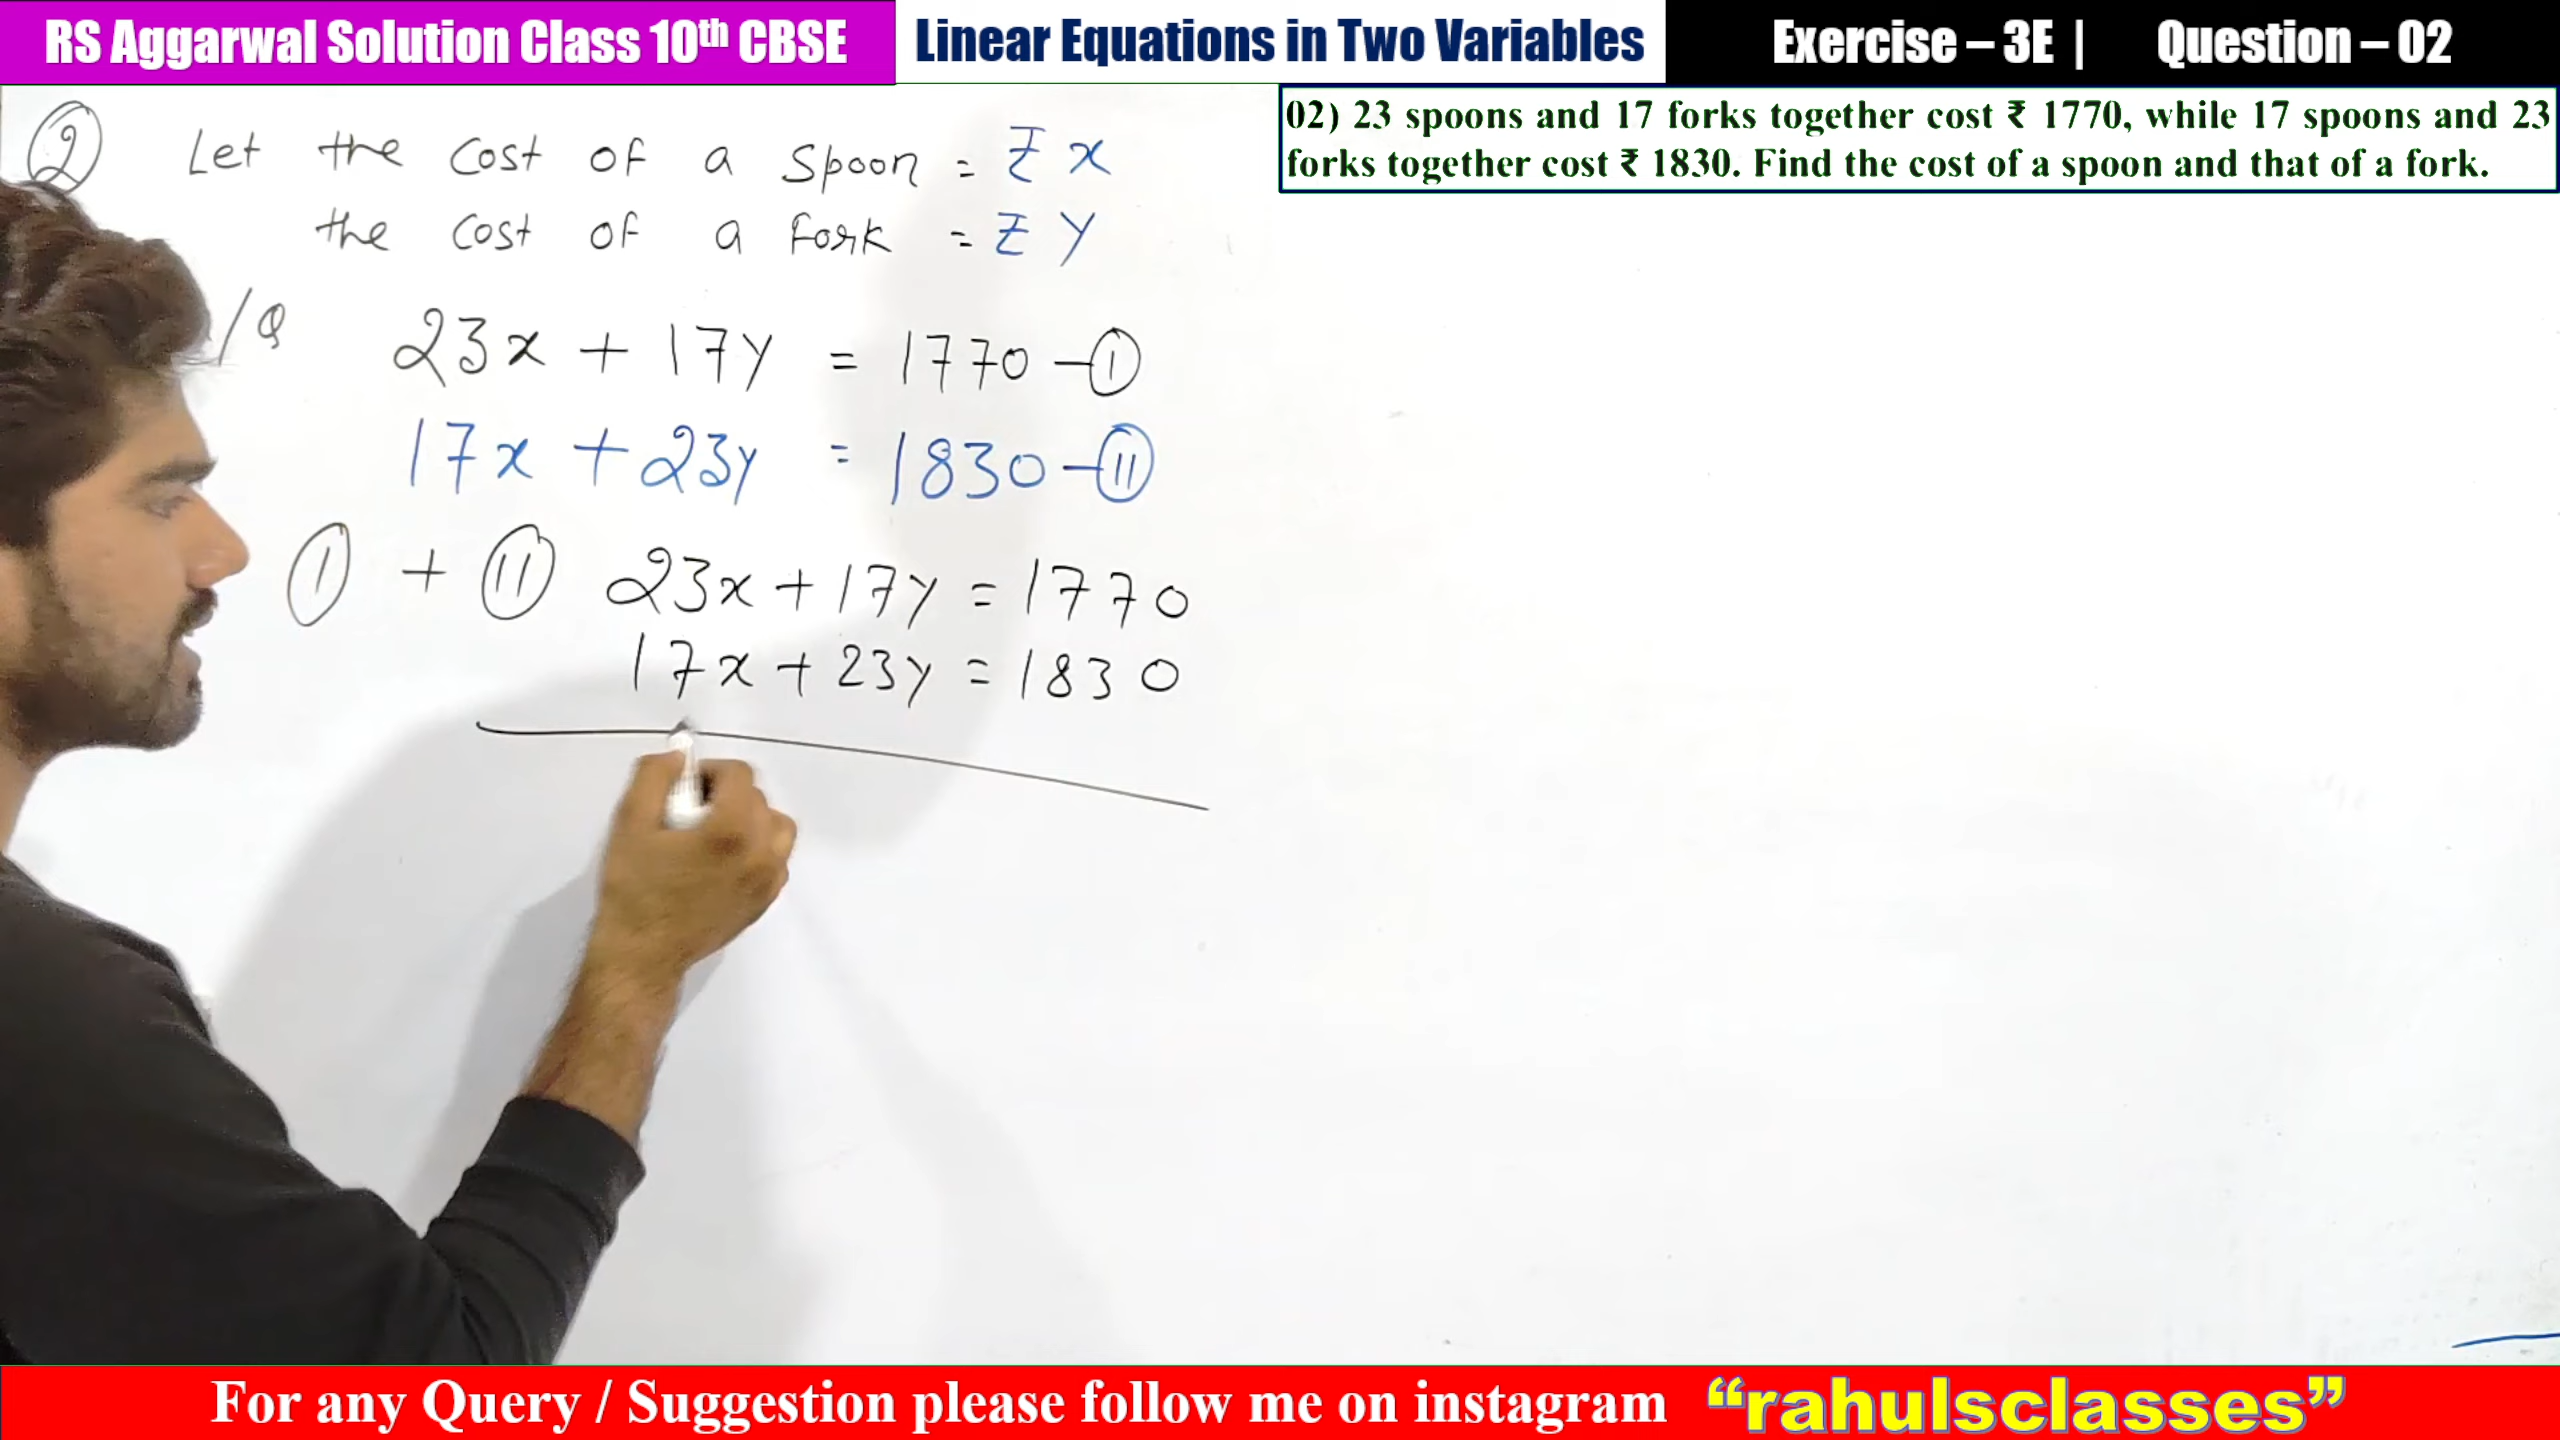 RS Aggarwal Solution Class 10th CBSE
Linear Equations in Two Variables
Exercise – 3E |
Question – 02
02) 23 spoons and 17 forks together cost ₹ 1770, while 17 spoons and 23
forks together cost ₹ 1830. Find the cost of a spoon and that of a fork.
② Let the cost of a spoon = ₹ x
the cost of a fork = ₹ y
/Q 23x + 17y = 1770 –Ⓘ
17x + 23y = 1830 –Ⅱ
Ⓘ + Ⅱ 23x + 17y = 1770
17x + 23y = 1830
For any Query / Suggestion please follow me on instagram “rahulsclasses”